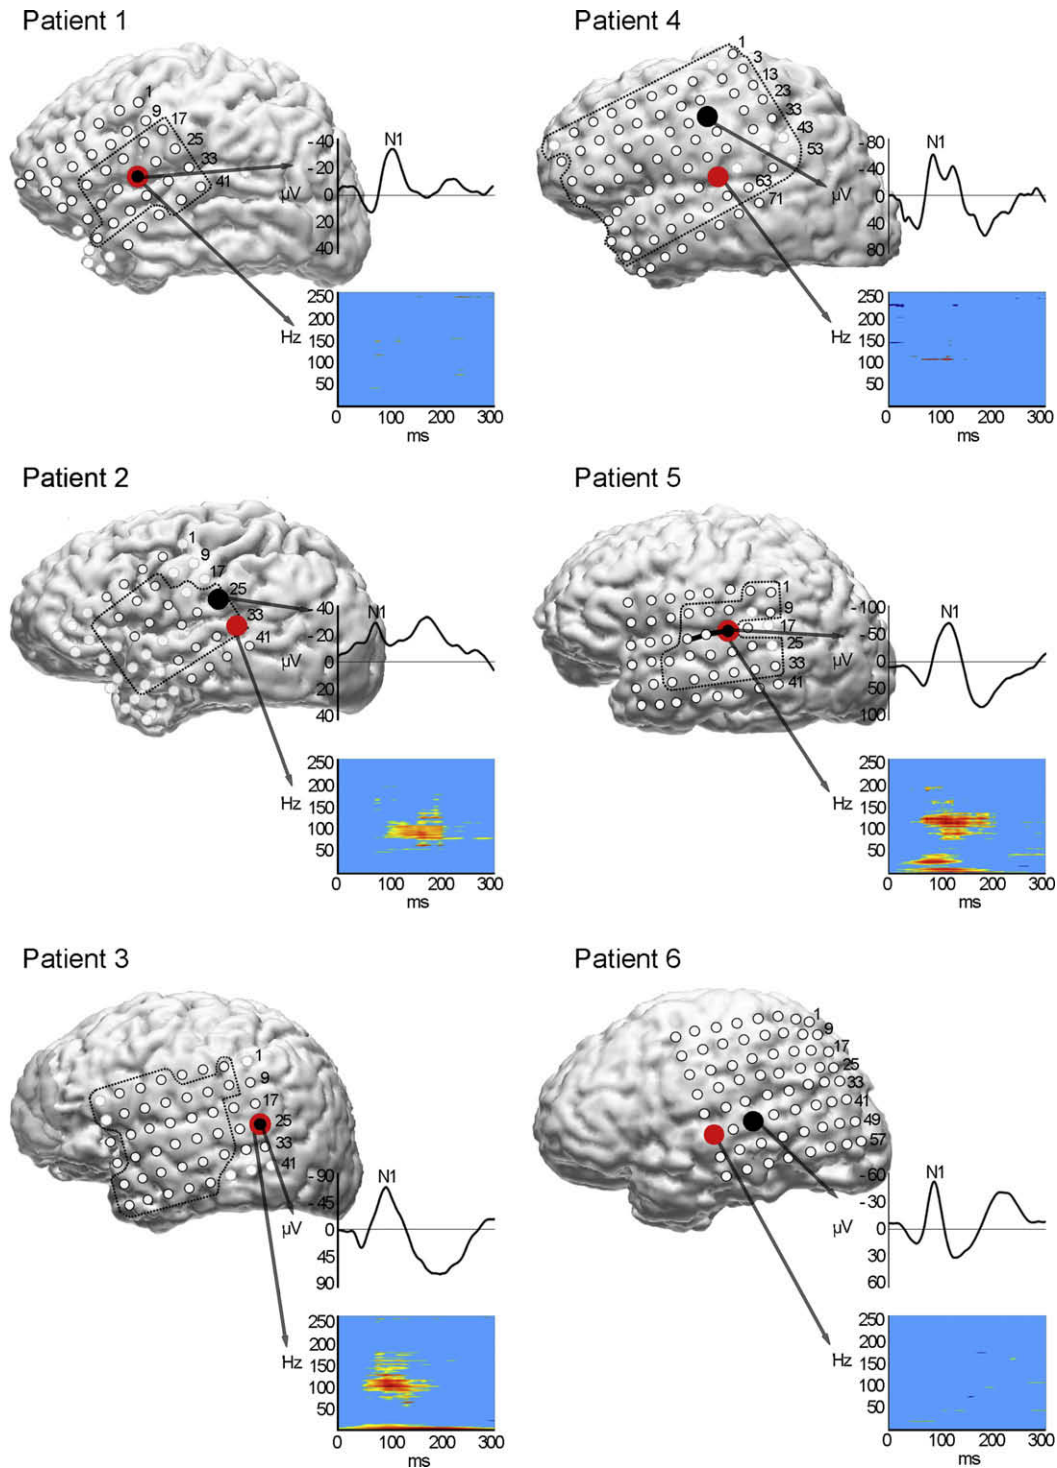 Patient 1
1
9
17
25
33
41
- 40
- 20
µV
0
20
40
N1
250
200
Hz
150
100
50
0 100 200 300
ms
Patient 4
1
3
13
23
33
43
53
63
71
- 80
- 40
µV
0
40
80
N1
250
200
Hz
150
100
50
0 100 200 300
ms
Patient 2
1
9
17
25
33
41
40
- 20
µV
0
20
40
N1
250
200
Hz
150
100
50
0 100 200 300
ms
Patient 5
1
9
17
25
33
41
- 100
- 50
µV
0
50
100
N1
250
200
Hz
150
100
50
0 100 200 300
ms
Patient 3
1
9
17
25
33
41
- 90
- 45
µV
0
45
90
N1
250
200
Hz
150
100
50
0 100 200 300
ms
Patient 6
1
9
17
25
33
41
49
57
- 60
- 30
µV
0
30
60
N1
250
200
Hz
150
100
50
0 100 200 300
ms